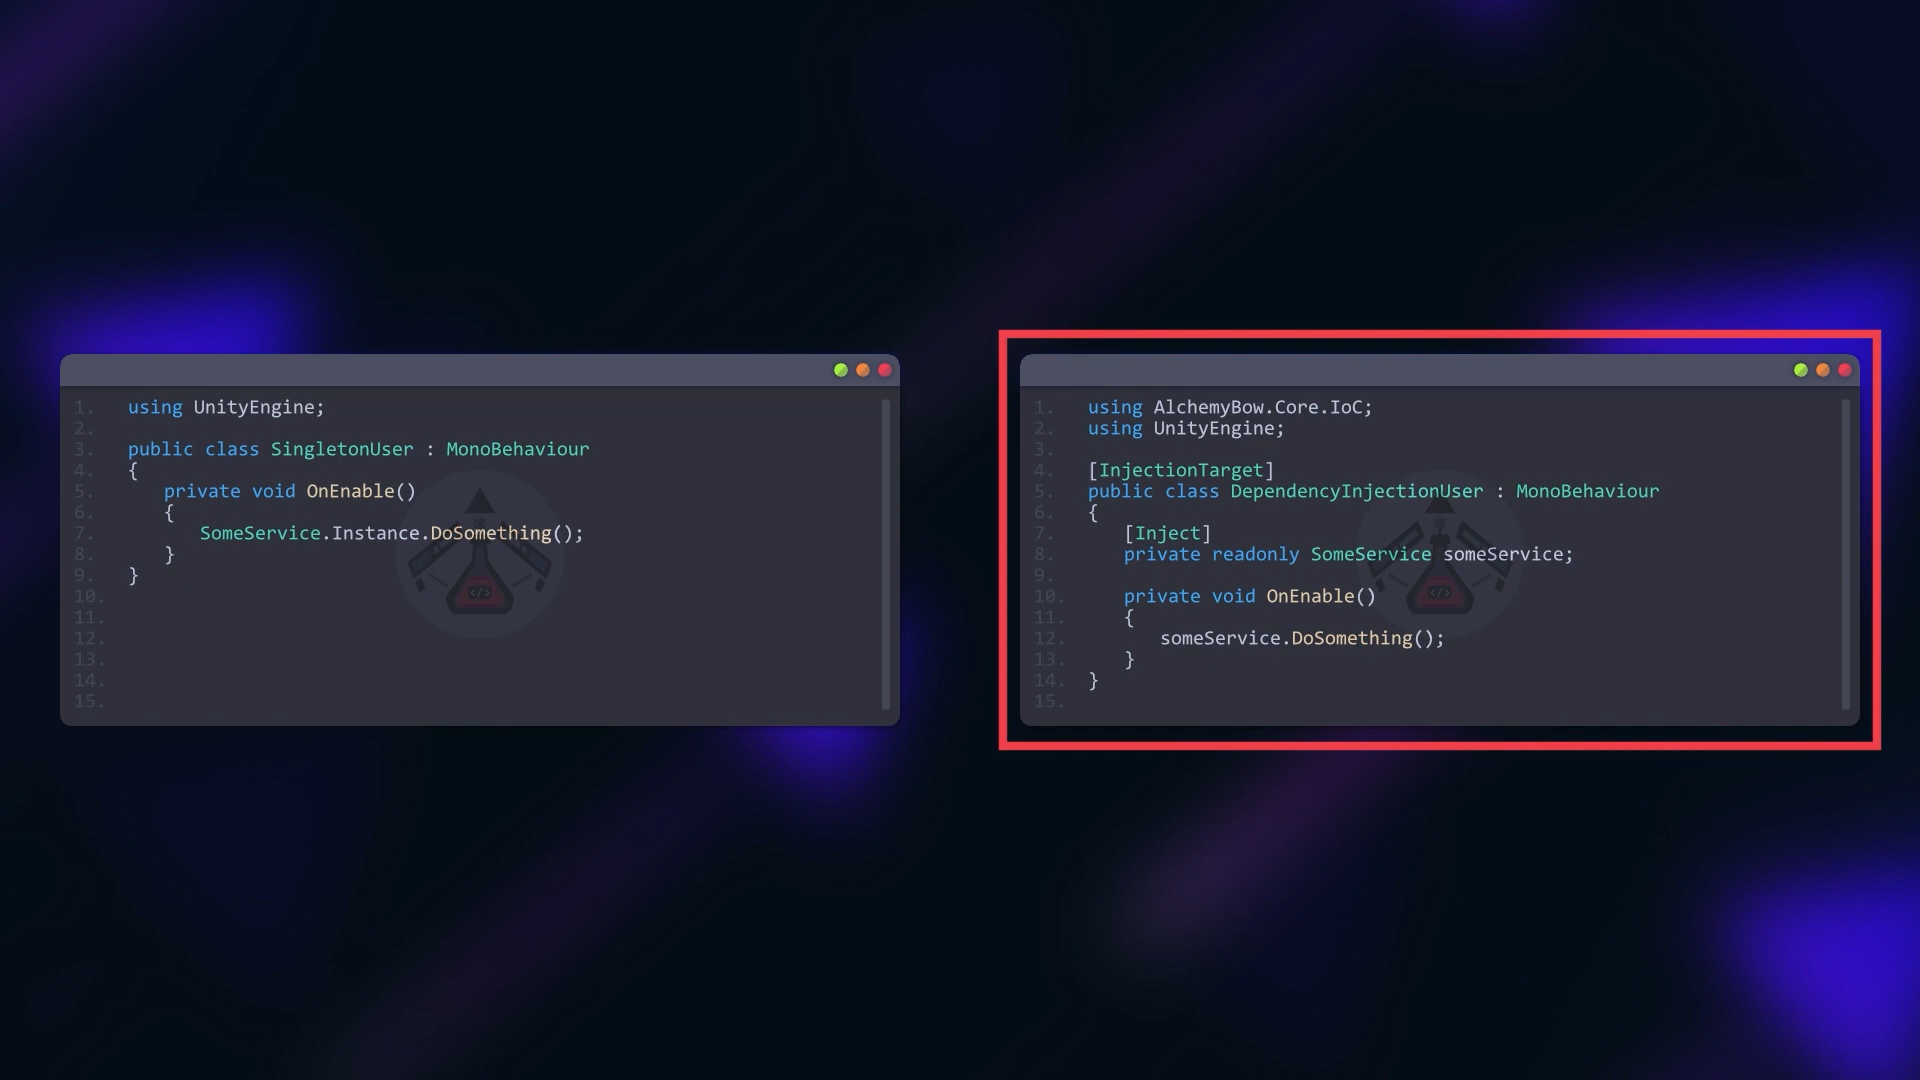 1. using UnityEngine;
2.
3. public class SingletonUser : MonoBehaviour
4. {
5. private void OnEnable()
6. {
7. SomeService.Instance.DoSomething();
8. }
9. }
10.
11.
12.
13.
14.
15.
</>
1. using AlchemyBow.Core.IoC;
2. using UnityEngine;
3.
4. [InjectionTarget]
5. public class DependencyInjectionUser : MonoBehaviour
6. {
7. [Inject]
8. private readonly SomeService someService;
9.
10. private void OnEnable()
11. {
12. someService.DoSomething();
13. }
14. }
15.
</>